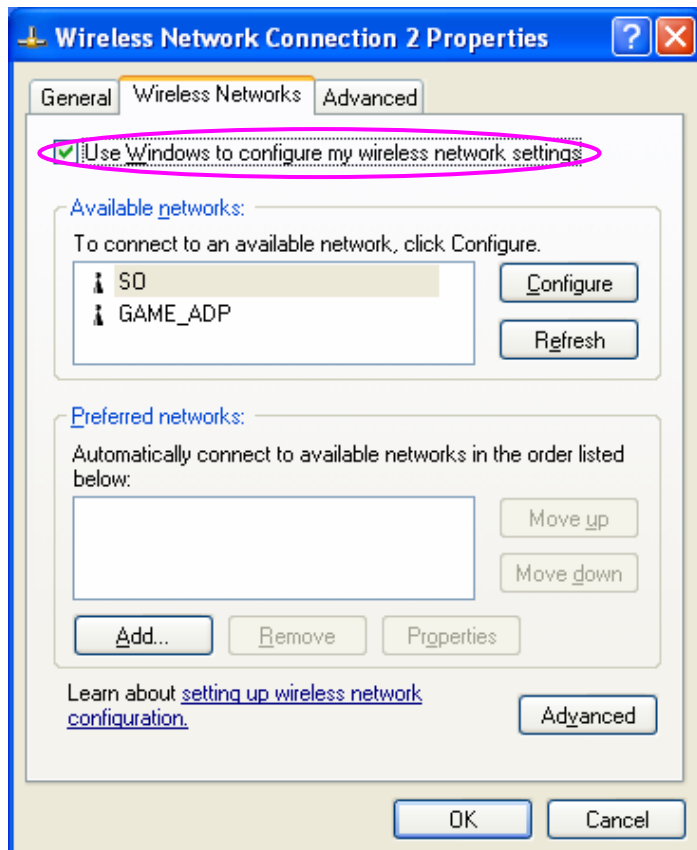 Wireless Network Connection 2 Properties
General Wireless Networks Advanced
Use Windows to configure my wireless network settings
Available networks:
To connect to an available network, click Configure.
SO
GAME_ADP
Configure
Refresh
Preferred networks:
Automatically connect to available networks in the order listed
below:
Move up
Move down
Add... Remove Properties
Learn about setting up wireless network
configuration.
Advanced
OK Cancel